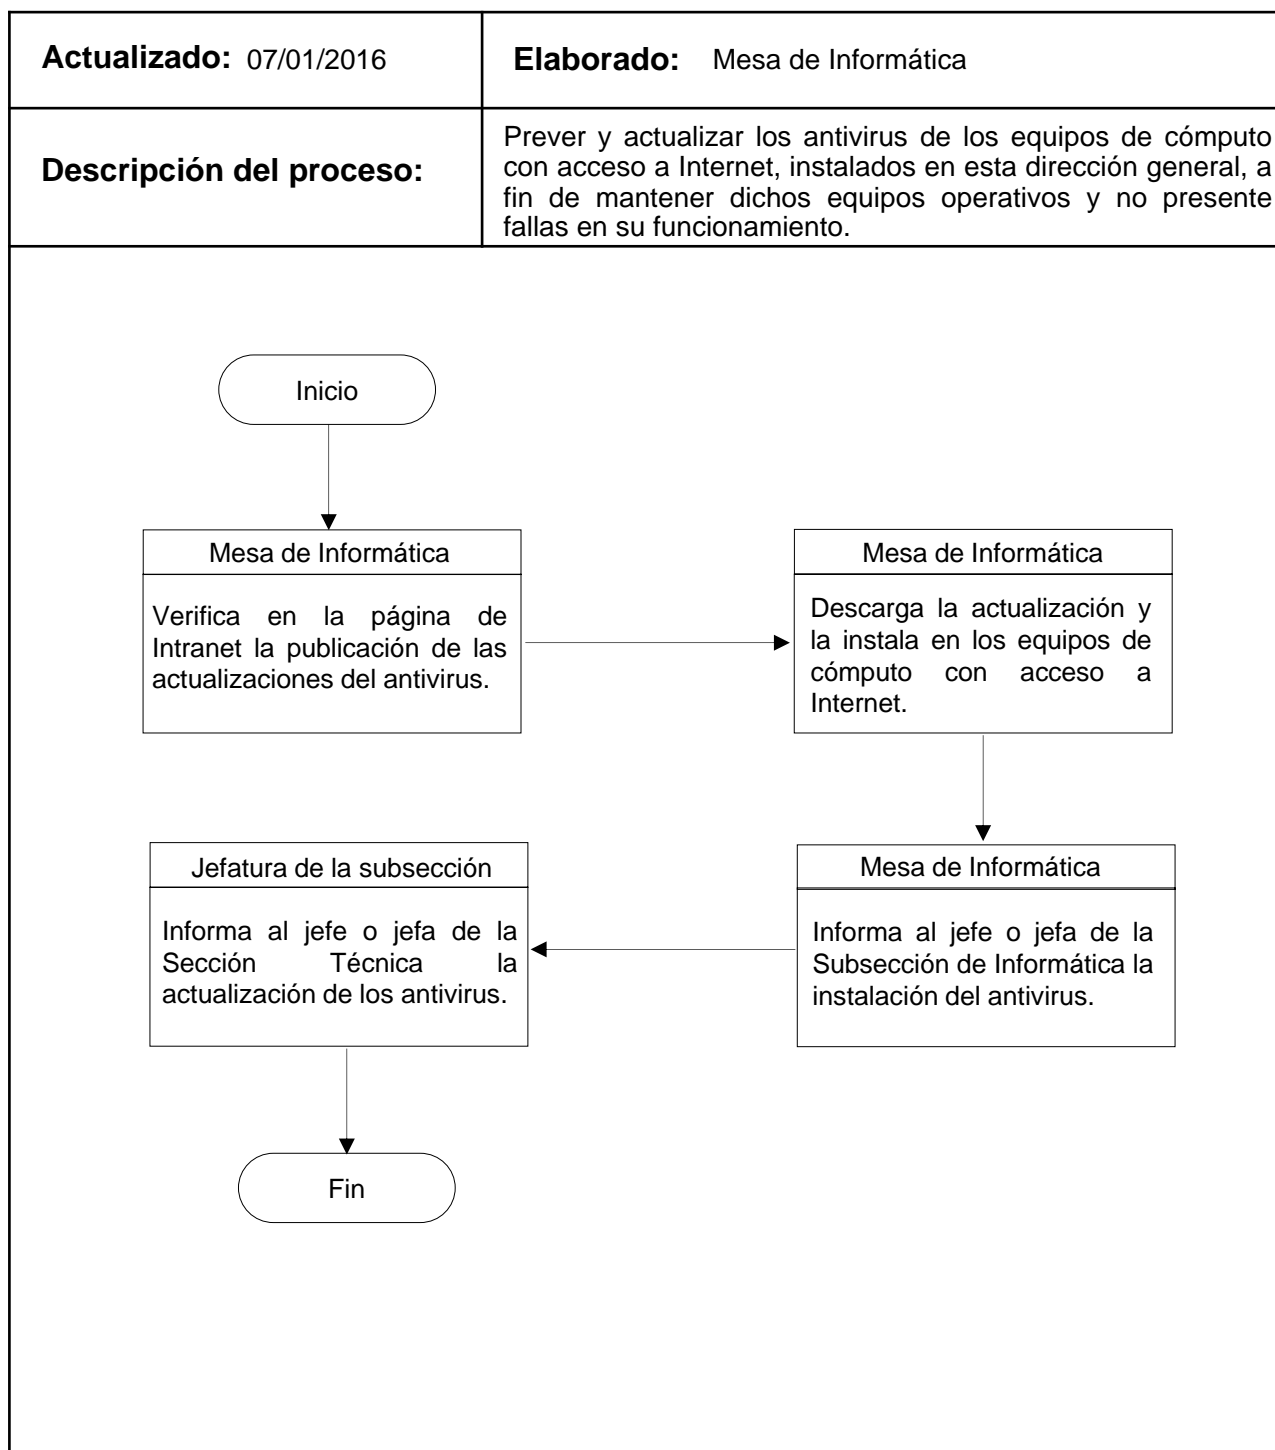 Actualizado: 07/01/2016
Elaborado: Mesa de Informática
Descripción del proceso:
Prever y actualizar los antivirus de los equipos de cómputo
con acceso a Internet, instalados en esta dirección general, a
fin de mantener dichos equipos operativos y no presente
fallas en su funcionamiento.
Inicio
Mesa de Informática
Verifica en la página de
Intranet la publicación de las
actualizaciones del antivirus.
Mesa de Informática
Descarga la actualización y
la instala en los equipos de
cómputo con acceso a
Internet.
Mesa de Informática
Informa al jefe o jefa de la
Subsección de Informática la
instalación del antivirus.
Jefatura de la subsección
Informa al jefe o jefa de la
Sección Técnica la
actualización de los antivirus.
Fin